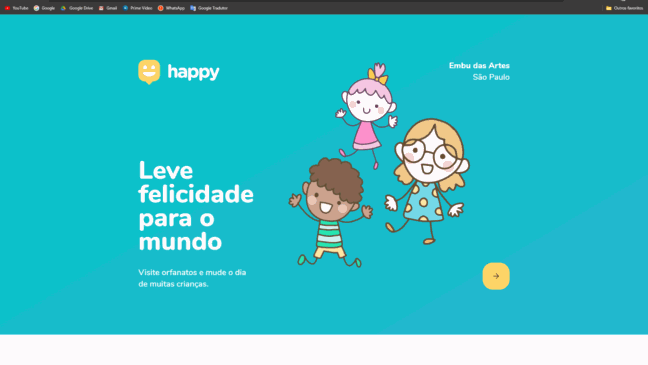 YouTube Google Google Drive Gmail Prime Video WhatsApp Google Tradutor Outros favoritos
happy
Embu das Artes
São Paulo
Leve
felicidade
para o
mundo
Visite orfanatos e mude o dia
de muitas crianças.